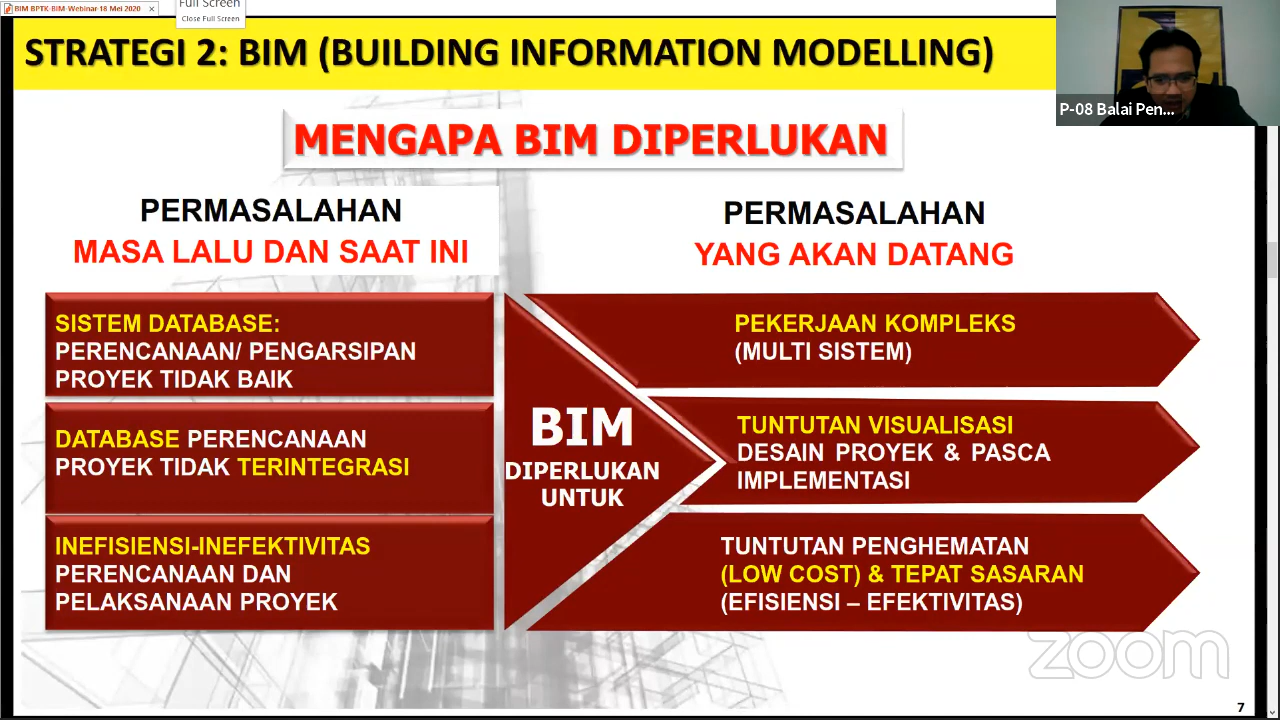 BIM BPTK-BIM-Webinar-18 Mei 2020
Full Screen
Close Full Screen
STRATEGI 2: BIM (BUILDING INFORMATION MODELLING)
P-08 Balai Pen...
MENGAPA BIM DIPERLUKAN
PERMASALAHAN
MASA LALU DAN SAAT INI
SISTEM DATABASE:
PERENCANAAN/ PENGARSIPAN
PROYEK TIDAK BAIK
DATABASE PERENCANAAN
PROYEK TIDAK TERINTEGRASI
INEFISIENSI-INEFEKTIVITAS
PERENCANAAN DAN
PELAKSANAAN PROYEK
BIM
DIPERLUKAN
UNTUK
PERMASALAHAN
YANG AKAN DATANG
PEKERJAAN KOMPLEKS
(MULTI SISTEM)
TUNTUTAN VISUALISASI
DESAIN PROYEK & PASCA
IMPLEMENTASI
TUNTUTAN PENGHEMATAN
(LOW COST) & TEPAT SASARAN
(EFISIENSI – EFEKTIVITAS)
zoom
7